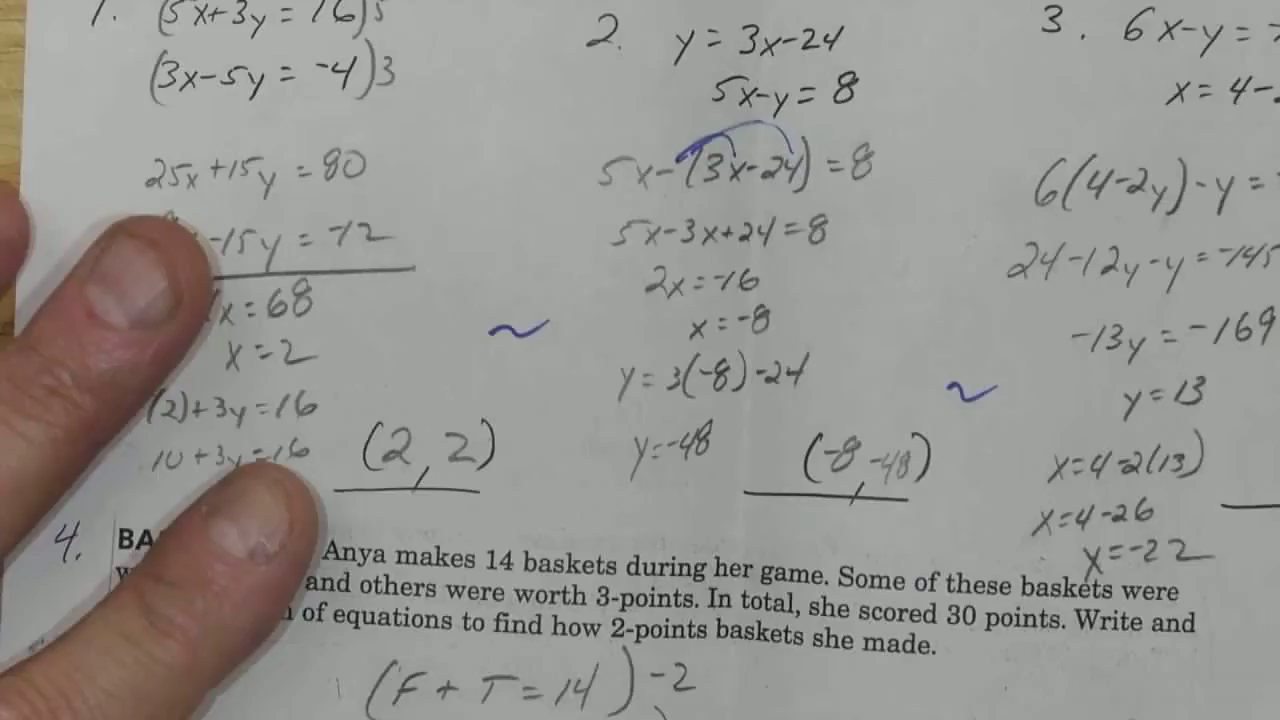 1. (5x+3y = 16)5
(3x-5y = -4)3
25x+15y = 80
-15y = -12
x = 68
x = 2
(2)+3y = 16
10+3y = 16
(2, 2)
2. y = 3x-24
5x-y = 8
5x-(3x-24) = 8
5x-3x+24 = 8
2x = -16
x = -8
y = 3(-8)-24
y = -48
(-8, -48)
3. 6x-y =
x = 4-
6(4-2y)-y =
24-12y-y = -145
-13y = -169
y = 13
x = 4-2(13)
x = 4-26
x = -22
4. BA Anya makes 14 baskets during her game. Some of these baskets were
and others were worth 3-points. In total, she scored 30 points. Write and
of equations to find how 2-points baskets she made.
(F + T = 14)-2